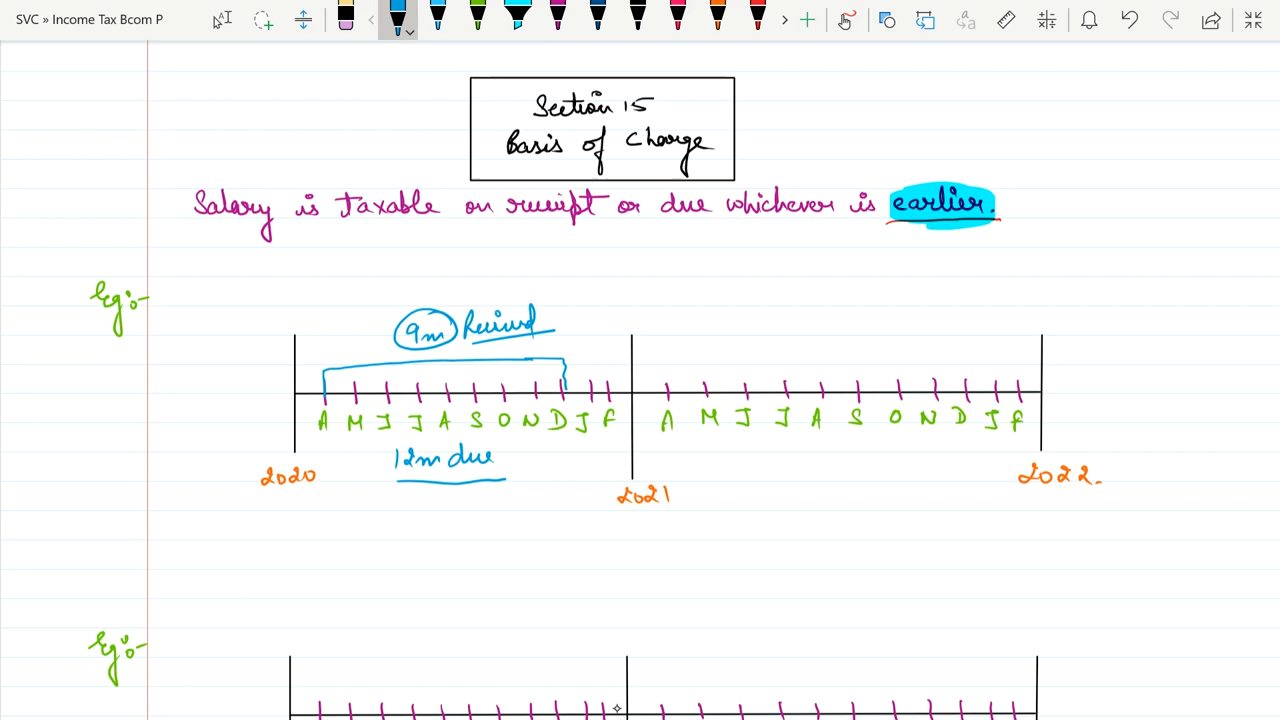 SVC » Income Tax Bcom P
Section 15
Basis of Charge
Salary is taxable on receipt or due whichever is earlier.
Eg:-
9m Received
A M J J A S O N D J F A M J J A S O N D J F
12m due
2020 2021 2022.
Eg:-